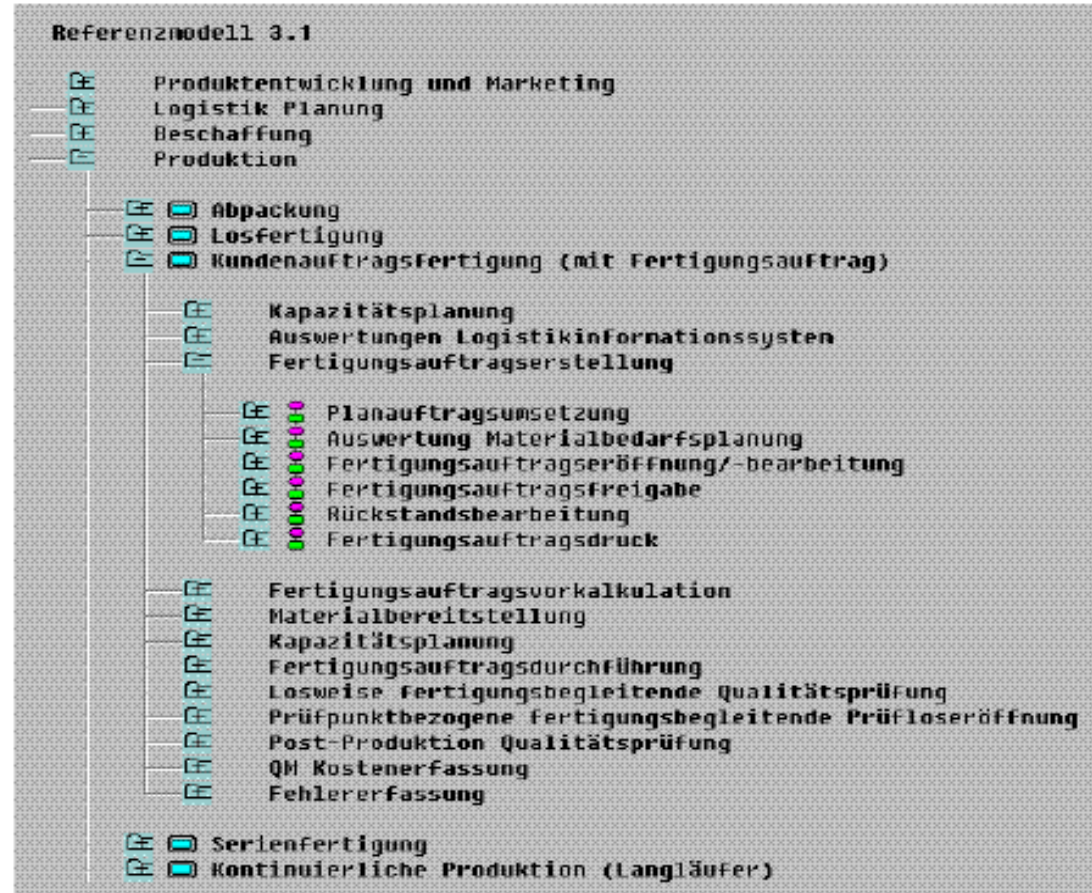 Referenzmodell 3.1
Produktentwicklung und Marketing
Logistik Planung
Beschaffung
Produktion
Abpackung
Losfertigung
Kundenauftragsfertigung (mit Fertigungsauftrag)
Kapazitätsplanung
Auswertungen Logistikinformationssystem
Fertigungsauftragserstellung
Planauftragsumsetzung
Auswertung Materialbedarfsplanung
Fertigungsauftragseröffnung/-bearbeitung
Fertigungsauftragsfreigabe
Rückstandsbearbeitung
Fertigungsauftragsdruck
Fertigungsauftragsvorkalkulation
Materialbereitstellung
Kapazitätsplanung
Fertigungsauftragsdurchführung
Losweise fertigungsbegleitende Qualitätsprüfung
Prüfpunktbezogene fertigungsbegleitende Prüfloseröffnung
Post-Produktion Qualitätsprüfung
QM Kostenerfassung
Fehlererfassung
Serienfertigung
Kontinuierliche Produktion (Langläufer)